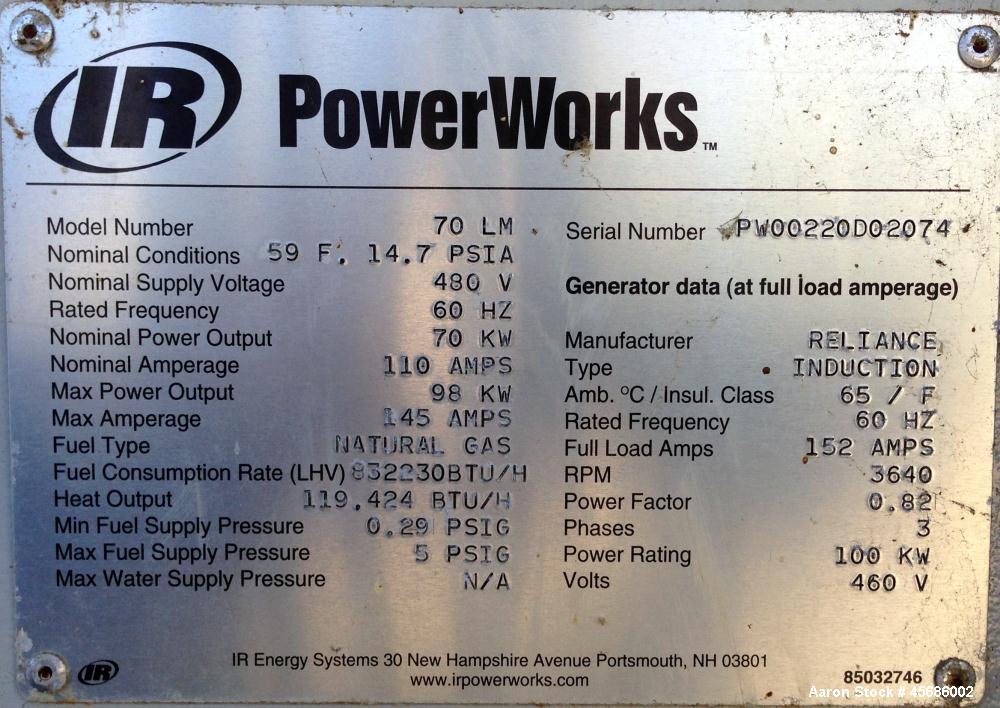 IR PowerWorks™
Model Number 70 LM
Nominal Conditions 59 F. 14.7 PSIA
Nominal Supply Voltage 480 V
Rated Frequency 60 HZ
Nominal Power Output 70 KW
Nominal Amperage 110 AMPS
Max Power Output 98 KW
Max Amperage 145 AMPS
Fuel Type NATURAL GAS
Fuel Consumption Rate (LHV) 832230BTU/H
Heat Output 119,424 BTU/H
Min Fuel Supply Pressure 0.29 PSIG
Max Fuel Supply Pressure 5 PSIG
Max Water Supply Pressure N/A
Serial Number PW00220D02074
Generator data (at full load amperage)
Manufacturer RELIANCE
Type INDUCTION
Amb. °C / Insul. Class 65 / F
Rated Frequency 60 HZ
Full Load Amps 152 AMPS
RPM 3640
Power Factor 0.82
Phases 3
Power Rating 100 KW
Volts 460 V
IR
IR Energy Systems 30 New Hampshire Avenue Portsmouth, NH 03801
www.irpowerworks.com
85032746
Aaron Stock # 45686002